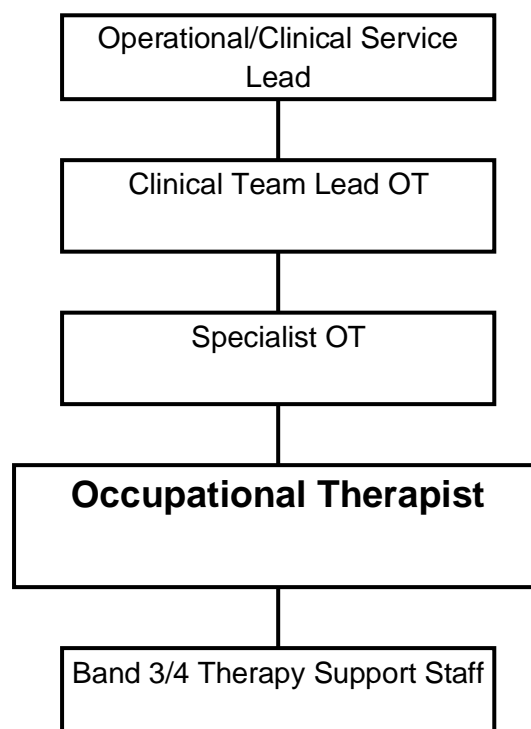 Operational/Clinical Service
Lead
Clinical Team Lead OT
Specialist OT
Occupational Therapist
Band 3/4 Therapy Support Staff